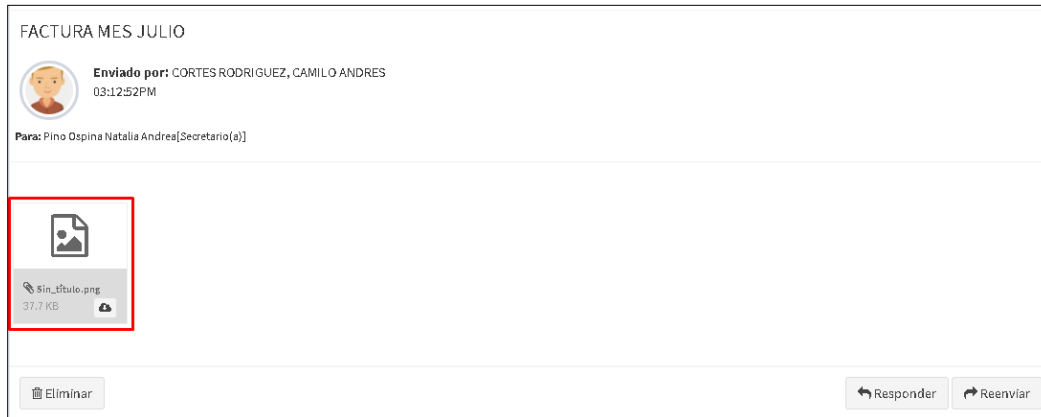 FACTURA MES JULIO
Enviado por: CORTES RODRIGUEZ, CAMILO ANDRES
03:12:52PM
Para: Pino Ospina Natalia Andrea[Secretario(a)]
Sin_título.png
37.7 KB
Eliminar
Responder
Reenviar